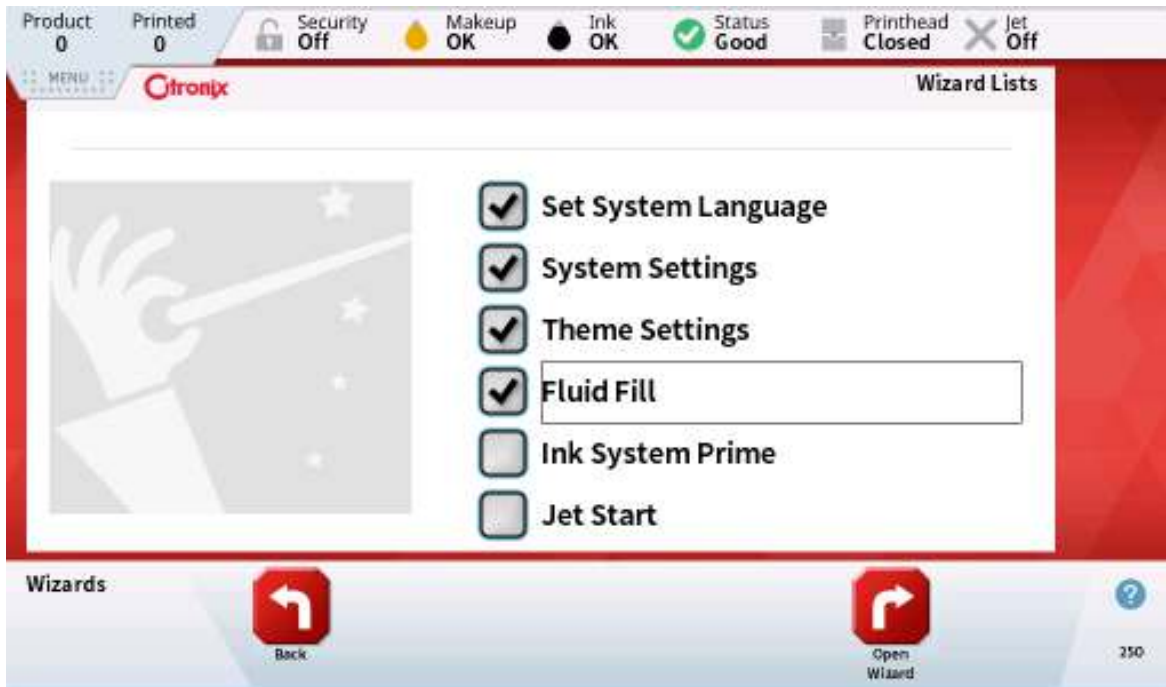 Product
0
Printed
0
Security
Off
Makeup
OK
Ink
OK
Status
Good
Printhead
Closed
Jet
Off
MENU
Citronix
Wizard Lists
Set System Language
System Settings
Theme Settings
Fluid Fill
Ink System Prime
Jet Start
Wizards
Back
Open
Wizard
?
250